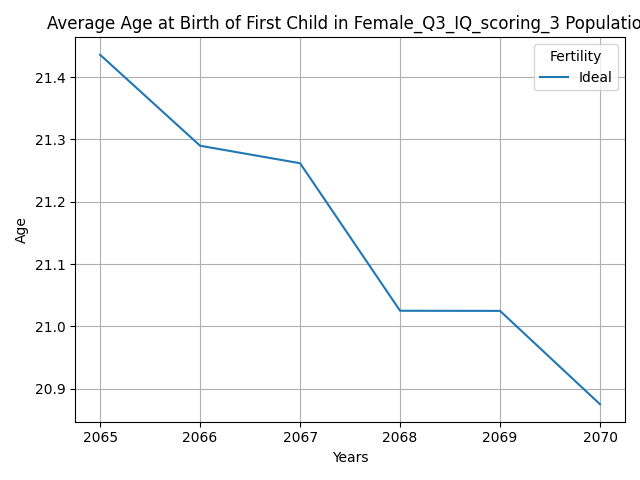 Average Age at Birth of First Child in Female_Q3_IQ_scoring_3 Populatio
Fertility
Ideal
21.4
21.3
21.2
21.1
21.0
20.9
Age
2065 2066 2067 2068 2069 2070
Years